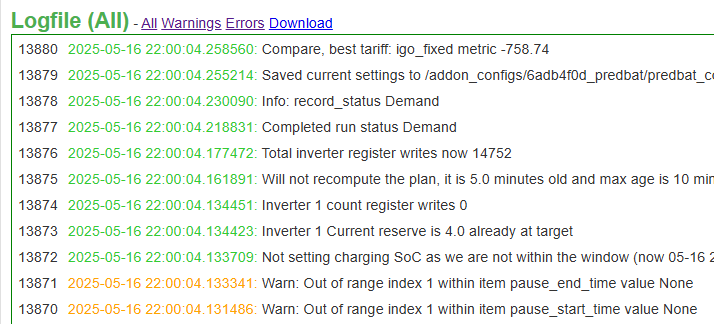 Logfile (All) - All Warnings Errors Download
13880 2025-05-16 22:00:04.258560: Compare, best tariff: igo_fixed metric -758.74
13879 2025-05-16 22:00:04.255214: Saved current settings to /addon_configs/6adb4f0d_predbat/predbat_c
13878 2025-05-16 22:00:04.230090: Info: record_status Demand
13877 2025-05-16 22:00:04.218831: Completed run status Demand
13876 2025-05-16 22:00:04.177472: Total inverter register writes now 14752
13875 2025-05-16 22:00:04.161891: Will not recompute the plan, it is 5.0 minutes old and max age is 10 min
13874 2025-05-16 22:00:04.134451: Inverter 1 count register writes 0
13873 2025-05-16 22:00:04.134423: Inverter 1 Current reserve is 4.0 already at target
13872 2025-05-16 22:00:04.133709: Not setting charging SoC as we are not within the window (now 05-16 2
13871 2025-05-16 22:00:04.133341: Warn: Out of range index 1 within item pause_end_time value None
13870 2025-05-16 22:00:04.131486: Warn: Out of range index 1 within item pause_start_time value None